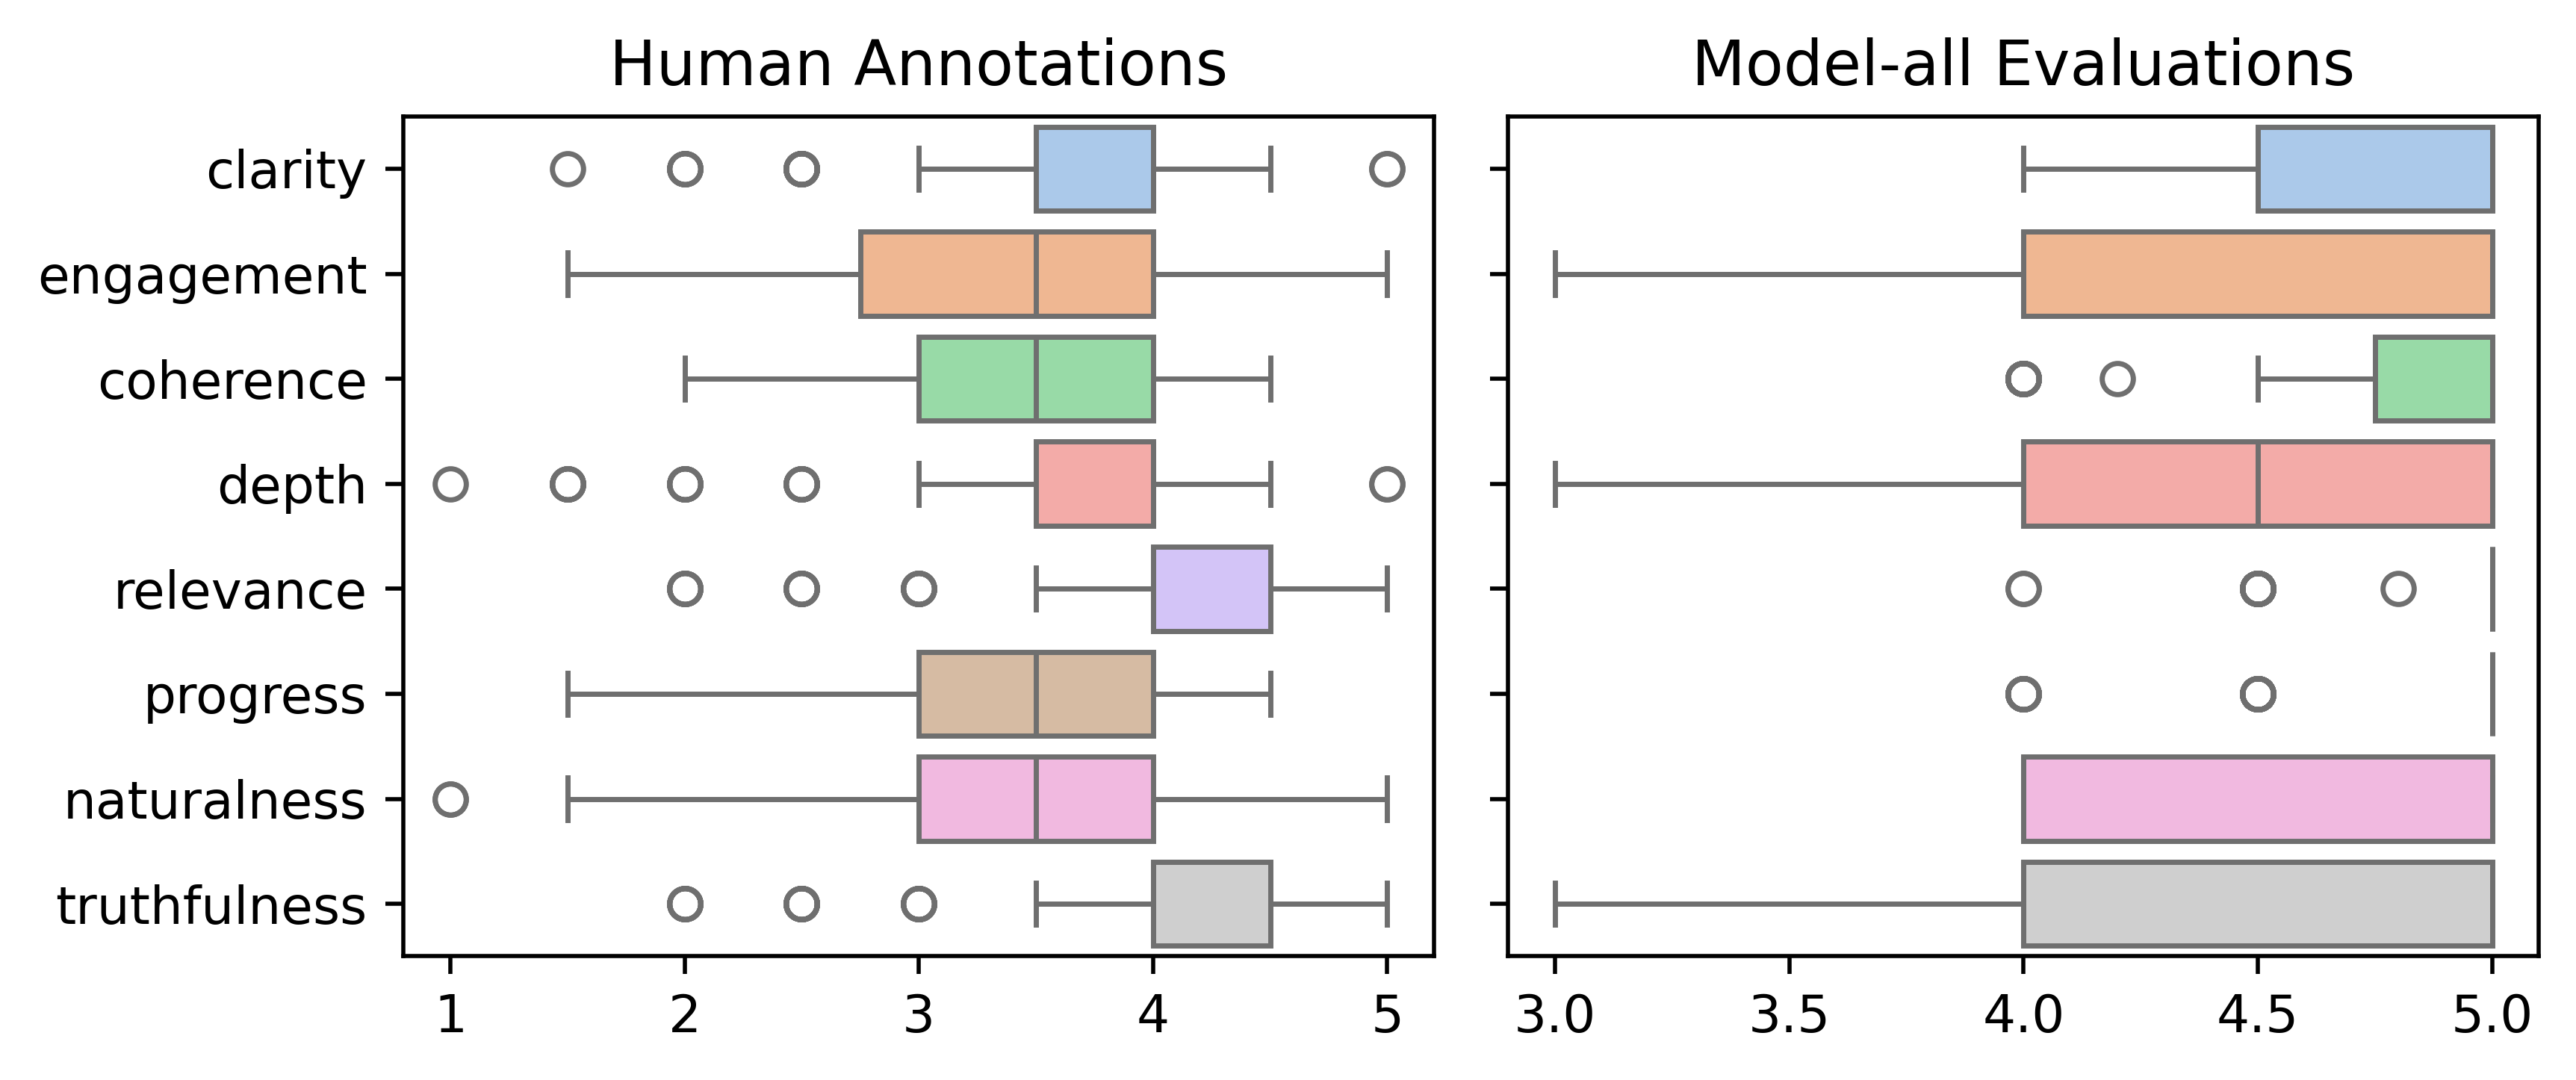 Human Annotations
Model-all Evaluations
clarity
engagement
coherence
depth
relevance
progress
naturalness
truthfulness
1 2 3 4 5
3.0 3.5 4.0 4.5 5.0